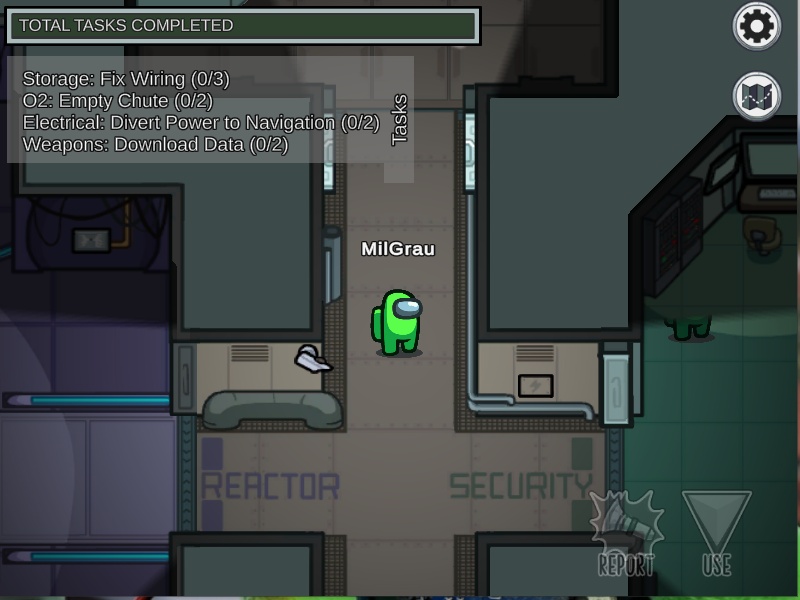 TOTAL TASKS COMPLETED
Storage: Fix Wiring (0/3)
O2: Empty Chute (0/2)
Electrical: Divert Power to Navigation (0/2)
Weapons: Download Data (0/2)
Tasks
MilGrau
REACTOR
SECURITY
REPORT
USE